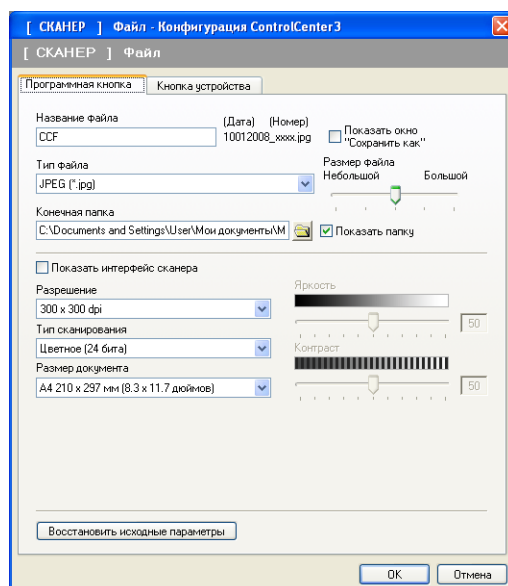 [ СКАНЕР ] Файл - Конфигурация ControlCenter3
[ СКАНЕР ] Файл
Программная кнопка Кнопка устройства
Название файла (Дата) (Номер)
CCF 10012008_xxxx.jpg Показать окно
"Сохранить как"
Тип файла Размер файла
JPEG (*.jpg) Небольшой Большой
Конечная папка
C:\Documents and Settings\User\Мои документы\М Показать папку
Показать интерфейс сканера
Разрешение Яркость
300 x 300 dpi 50
Тип сканирования Контраст
Цветное (24 бита)
Размер документа
A4 210 x 297 мм (8.3 x 11.7 дюймов) 50
Восстановить исходные параметры
OK Отмена